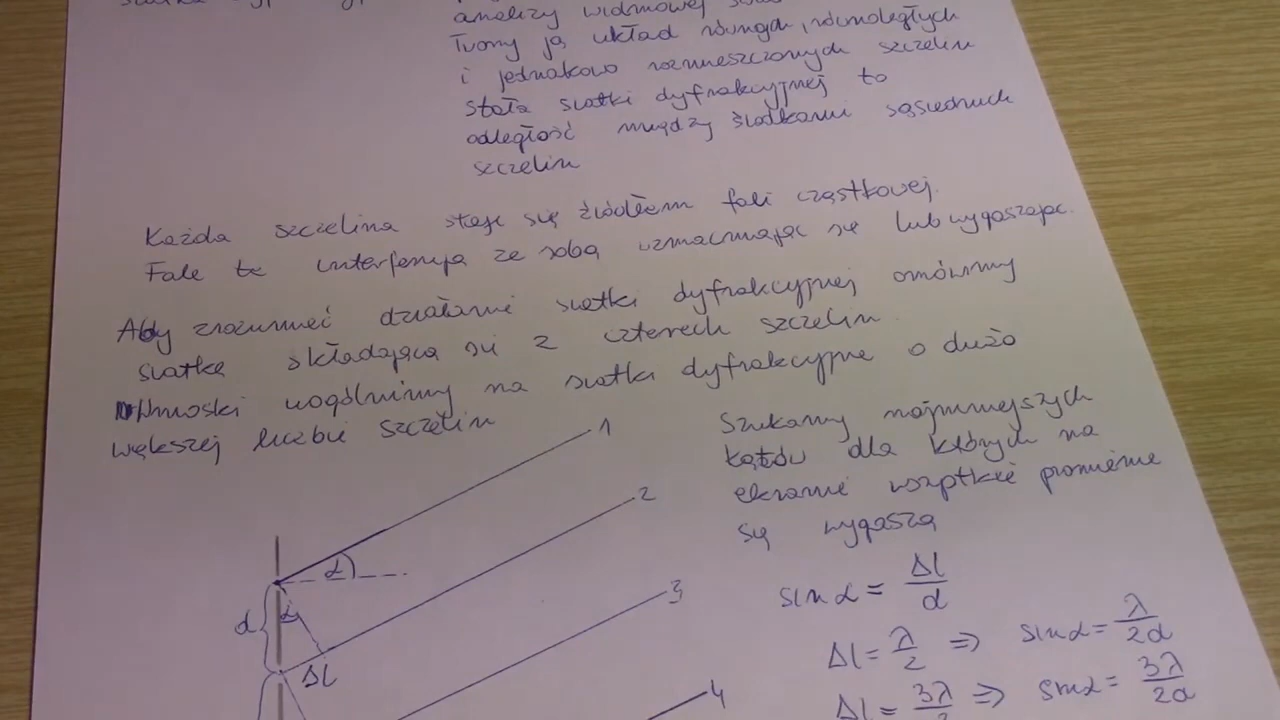 analizy widmowej
Tworzy ją układ równych, równoległych
i jednakowo rozmieszczonych szczelin
stała siatki dyfrakcyjnej to
odległość między środkami sąsiednich
szczelin
Każda szczelina staje się źródłem fali cząstkowej.
Fale te interferują ze sobą wzmacniając się lub wygaszając.
Aby zrozumieć działanie siatki dyfrakcyjnej omówimy
siatkę składającą się z czterech szczelin
Wnioski uogólnimy na siatki dyfrakcyjne o dużo
większej liczbie szczelin
1
2
3
4
α
d
α
Δl
Szukamy najmniejszych
kątów dla których na
ekranie wszystkie promienie
się wygaszą
sin α = Δl/d
Δl = λ/2 => sin α = λ/2d
Δl = 3λ/2 => sin α = 3λ/2d